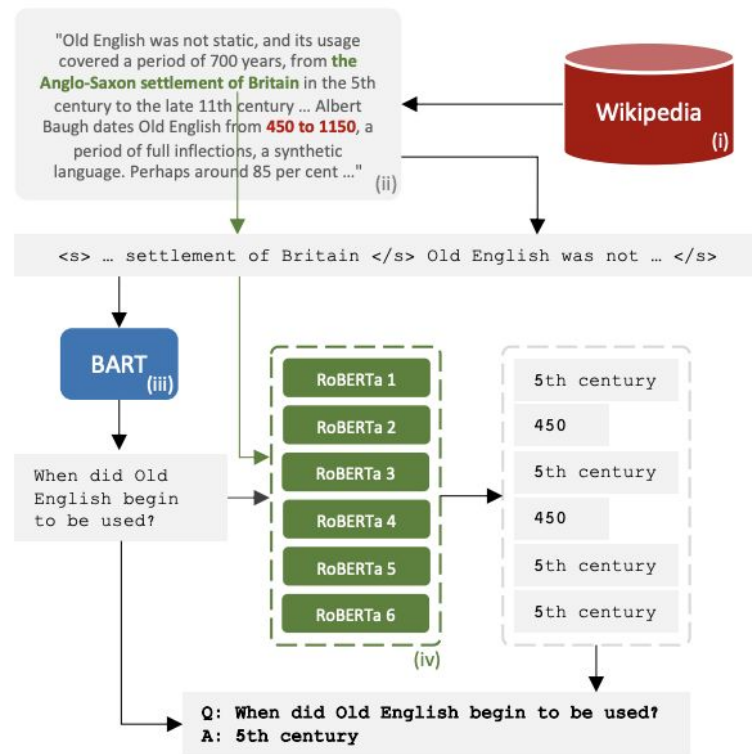 "Old English was not static, and its usage
covered a period of 700 years, from the
Anglo-Saxon settlement of Britain in the 5th
century to the late 11th century … Albert
Baugh dates Old English from 450 to 1150, a
period of full inflections, a synthetic
language. Perhaps around 85 per cent …"
(ii)
Wikipedia
(i)
<s> … settlement of Britain </s> Old English was not … </s>
BART
(iii)
When did Old
English begin
to be used?
RoBERTa 1
RoBERTa 2
RoBERTa 3
RoBERTa 4
RoBERTa 5
RoBERTa 6
(iv)
5th century
450
5th century
450
5th century
5th century
Q: When did Old English begin to be used?
A: 5th century